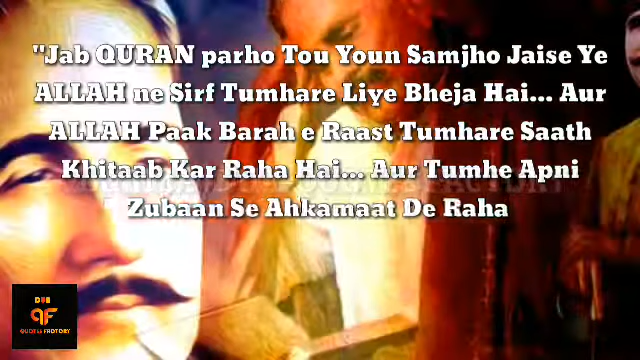 "Jab QURAN parho Tou Youn Samjho Jaise Ye
ALLAH ne Sirf Tumhare Liye Bheja Hai... Aur
ALLAH Paak Barah e Raast Tumhare Saath
Khitaab Kar Raha Hai... Aur Tumhe Apni
Zubaan Se Ahkamaat De Raha
QUOTES FACTORY